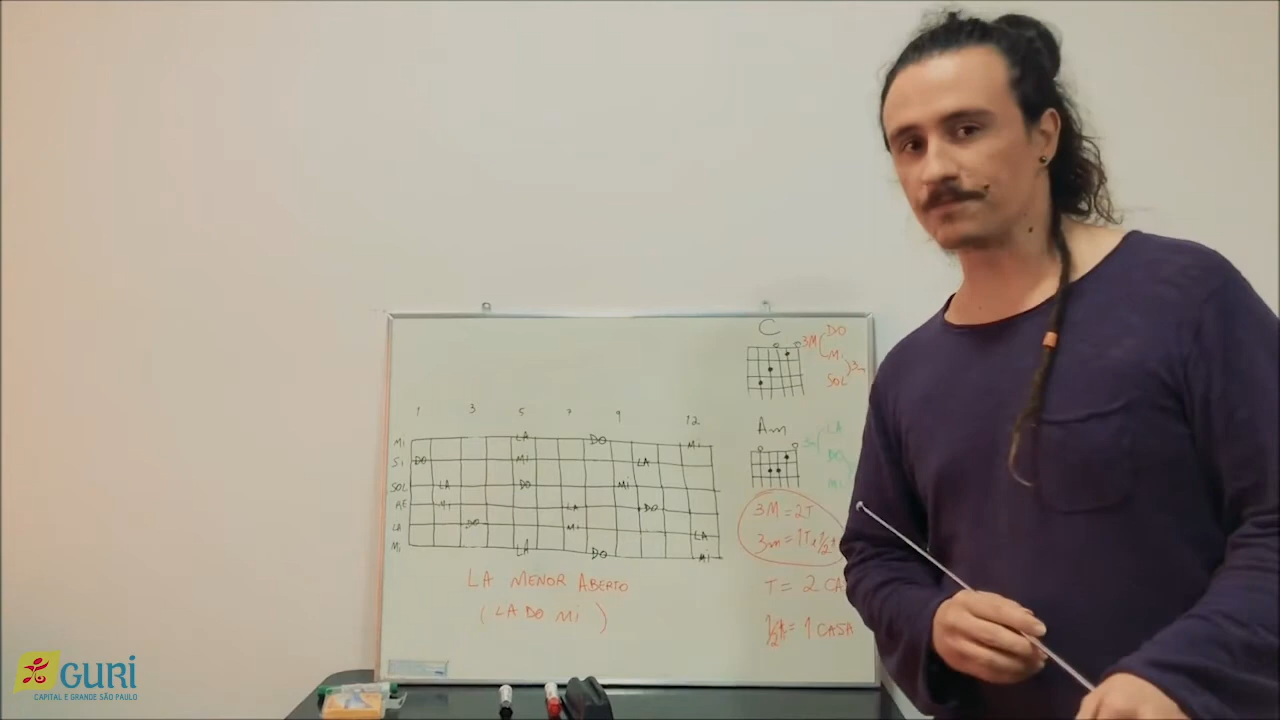 C
3M
DO
MI
SOL
3m
1 3 5 7 9 12
MI LA DO MI
SI DO MI LA
SOL LA DO MI
RE MI LA DO
LA DO MI LA
MI LA DO MI
Am
3m
LA
DO
MI
3M = 2T
3m = 1T e 1/2t
T = 2 CA
1/2t = 1 CASA
LA MENOR ABERTO
(LA DO MI)
GURI
CAPITAL E GRANDE SÃO PAULO